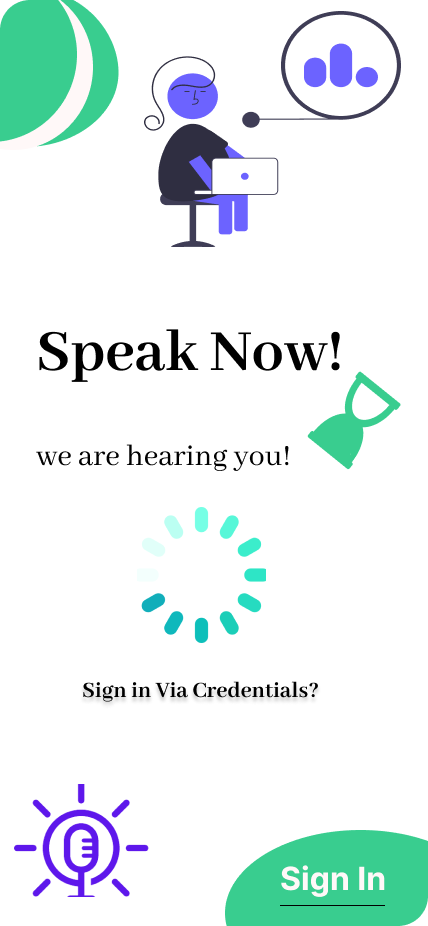 Speak Now!
we are hearing you!
Sign in Via Credentials?
Sign In